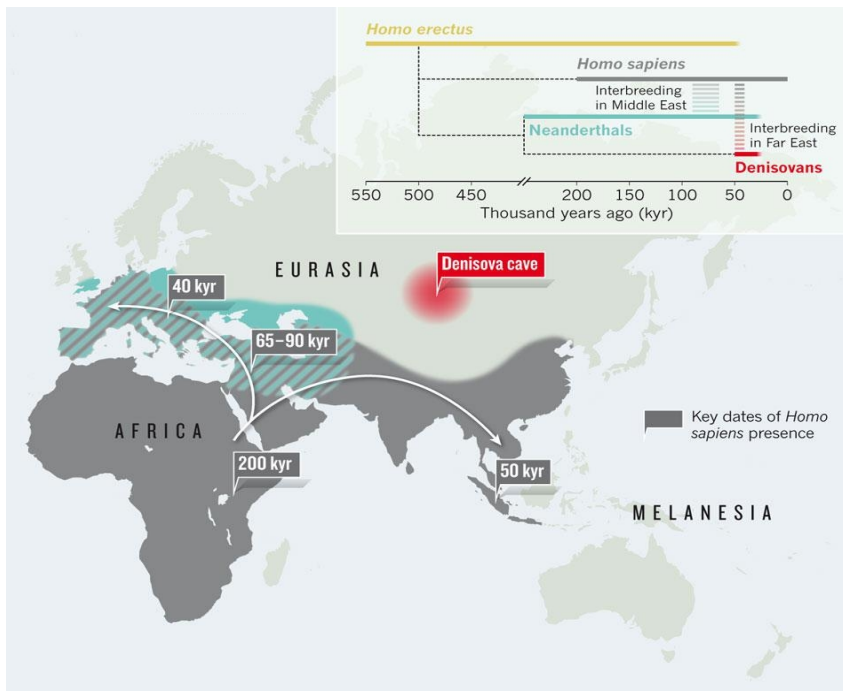 Homo erectus
Homo sapiens
Interbreeding
in Middle East
Neanderthals
Interbreeding
in Far East
Denisovans
550 500 450 200 150 100 50 0
Thousand years ago (kyr)
EURASIA
Denisova cave
40 kyr
65–90 kyr
AFRICA
Key dates of Homo
sapiens presence
200 kyr
50 kyr
MELANESIA